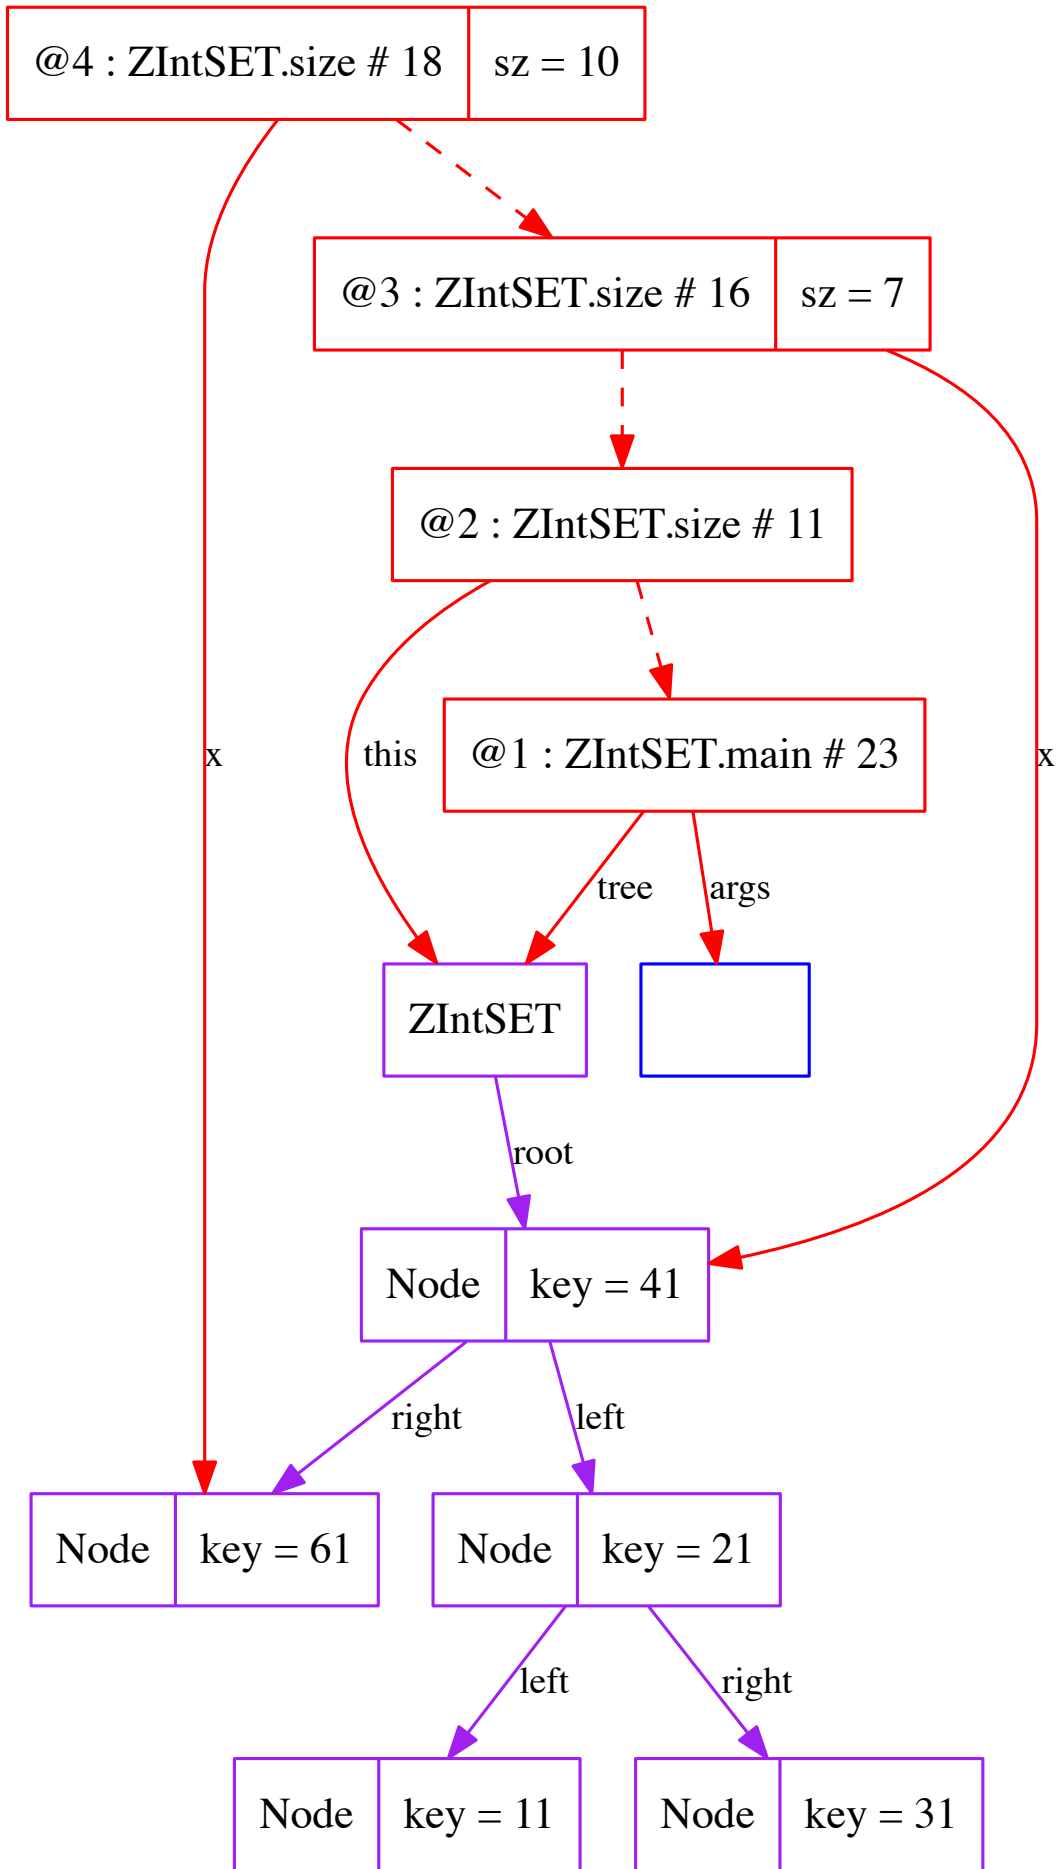 @4 : ZIntSET.size # 18 sz = 10
@3 : ZIntSET.size # 16 sz = 7
@2 : ZIntSET.size # 11
x
this
@1 : ZIntSET.main # 23
x
tree
args
ZIntSET
root
Node key = 41
right
left
Node key = 61
Node key = 21
left
right
Node key = 11
Node key = 31